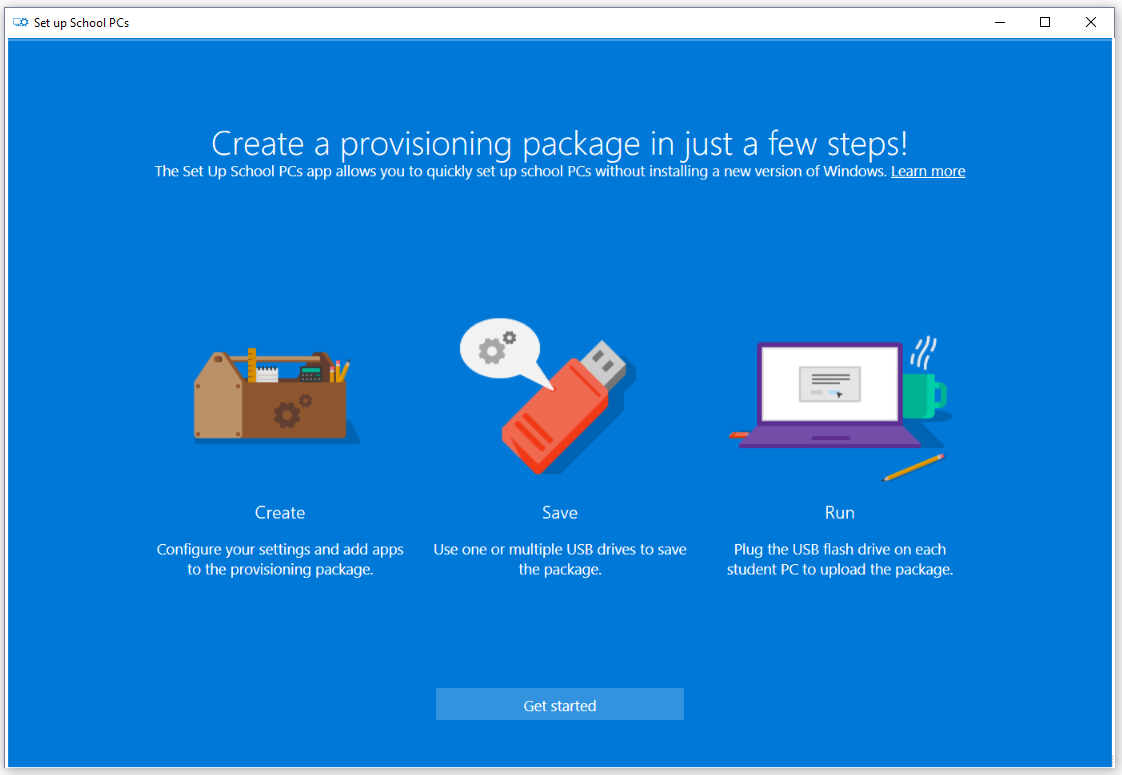 Set up School PCs
Create a provisioning package in just a few steps!
The Set Up School PCs app allows you to quickly set up school PCs without installing a new version of Windows. Learn more
Create
Configure your settings and add apps
to the provisioning package.
Save
Use one or multiple USB drives to save
the package.
Run
Plug the USB flash drive on each
student PC to upload the package.
Get started